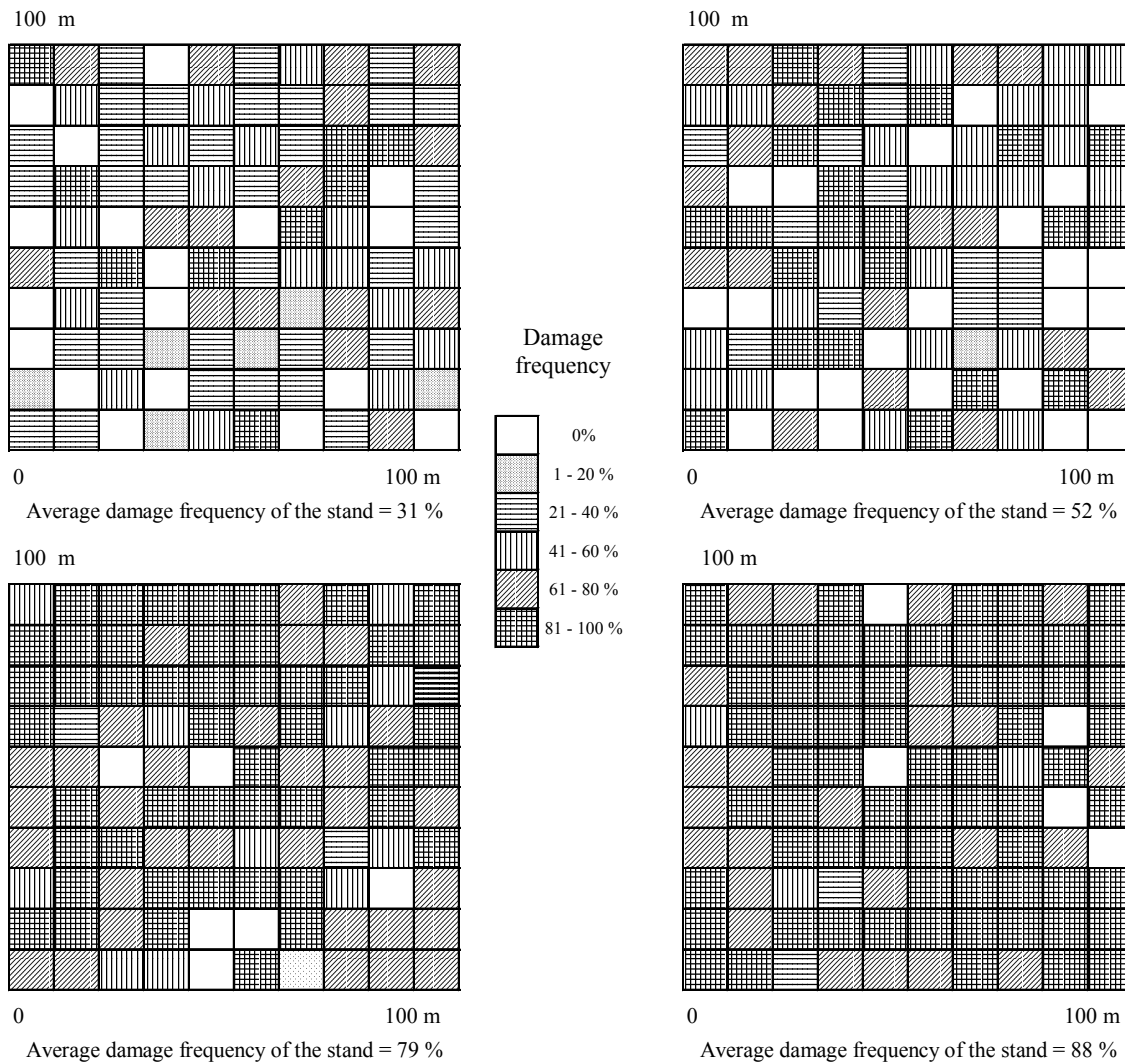 100 m
100 m
0
100 m
Average damage frequency of the stand = 31 %
Damage
frequency
0%
1 - 20 %
21 - 40 %
41 - 60 %
61 - 80 %
81 - 100 %
0
100 m
Average damage frequency of the stand = 52 %
100 m
100 m
0
100 m
Average damage frequency of the stand = 79 %
0
100 m
Average damage frequency of the stand = 88 %